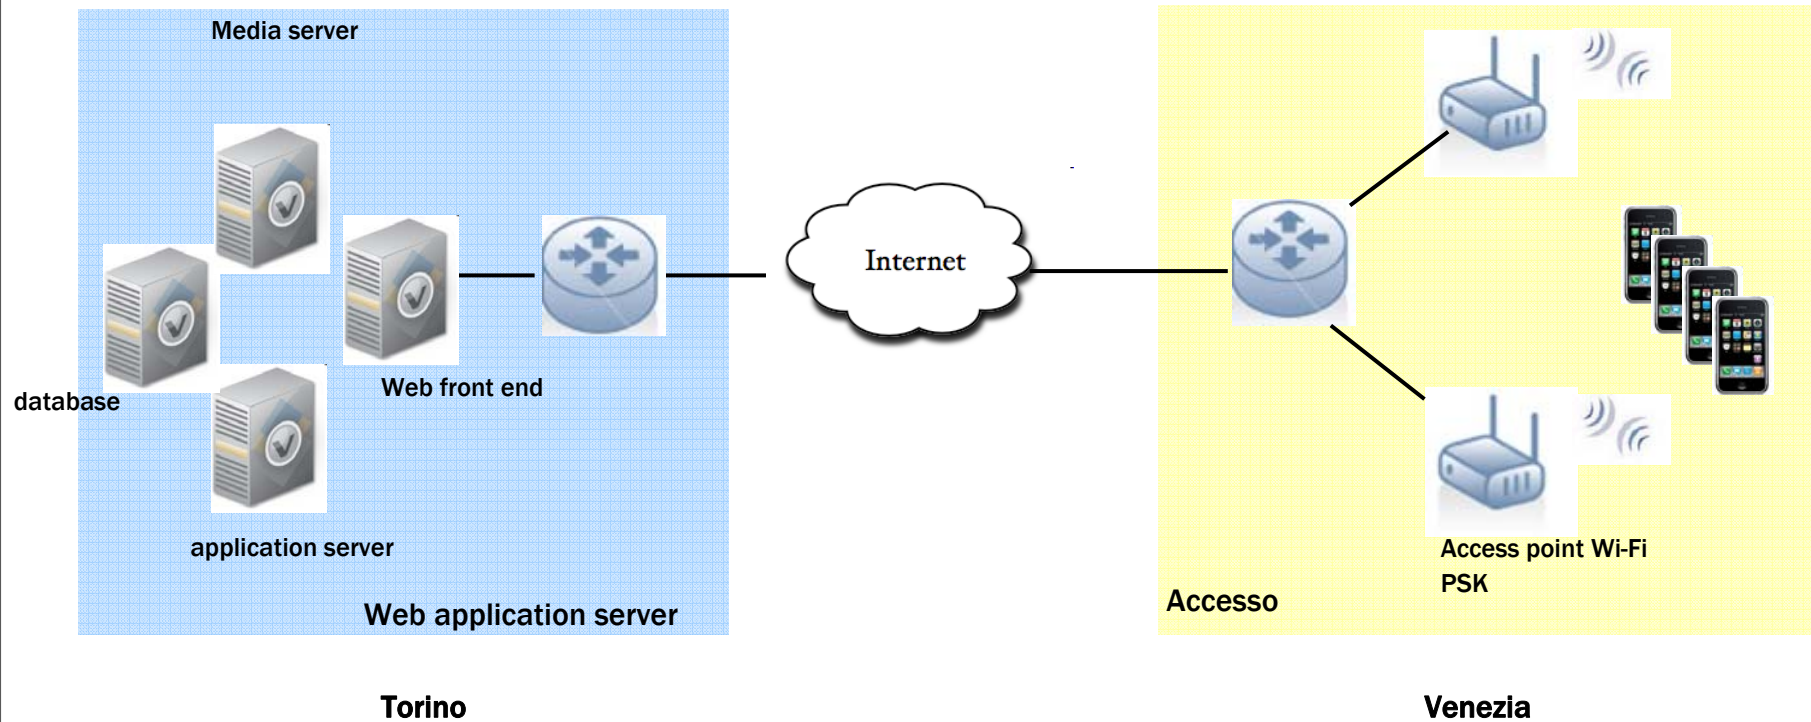 Media server
Internet
Web front end
database
application server
Access point Wi-Fi
PSK
Web application server
Accesso
Torino
Venezia